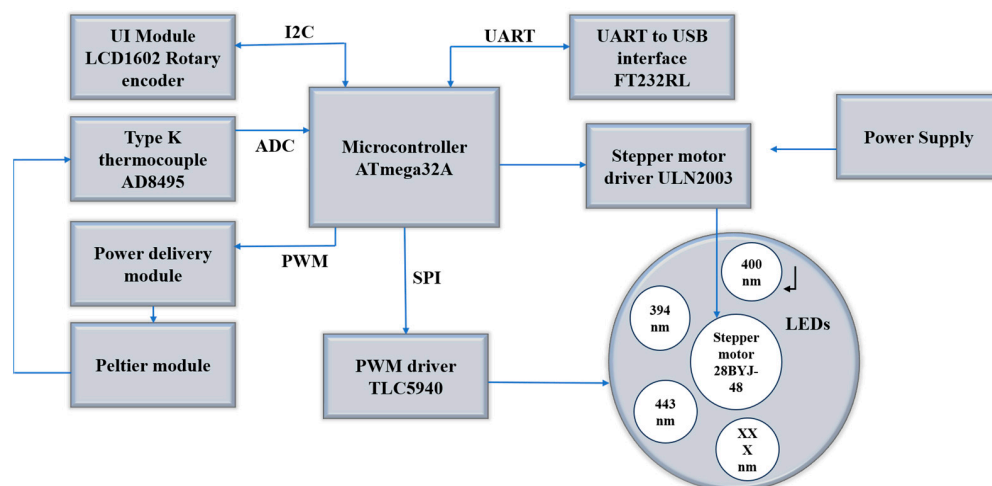 UI Module
LCD1602 Rotary
encoder
I2C
UART
UART to USB
interface
FT232RL
Type K
thermocouple
AD8495
ADC
Microcontroller
ATmega32A
Stepper motor
driver ULN2003
Power Supply
Power delivery
module
PWM
SPI
Peltier module
PWM driver
TLC5940
400
nm
LEDs
394
nm
Stepper
motor
28BYJ-
48
443
nm
XX
X
nm